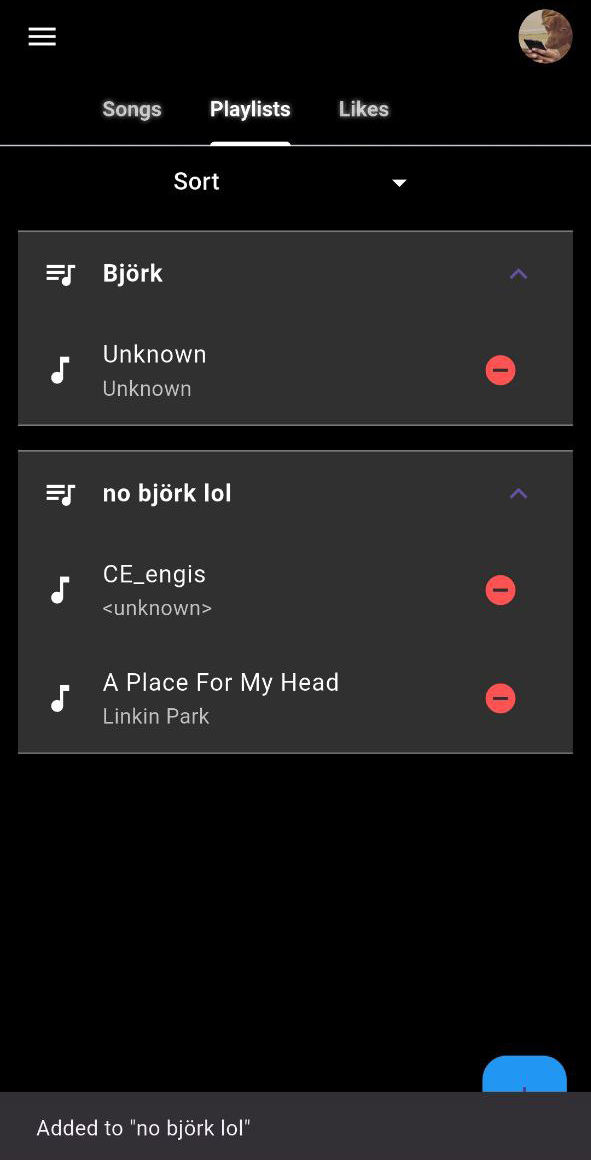 Songs Playlists Likes
Sort
Björk
Unknown
Unknown
no björk lol
CE_engis
<unknown>
A Place For My Head
Linkin Park
Added to "no björk lol"